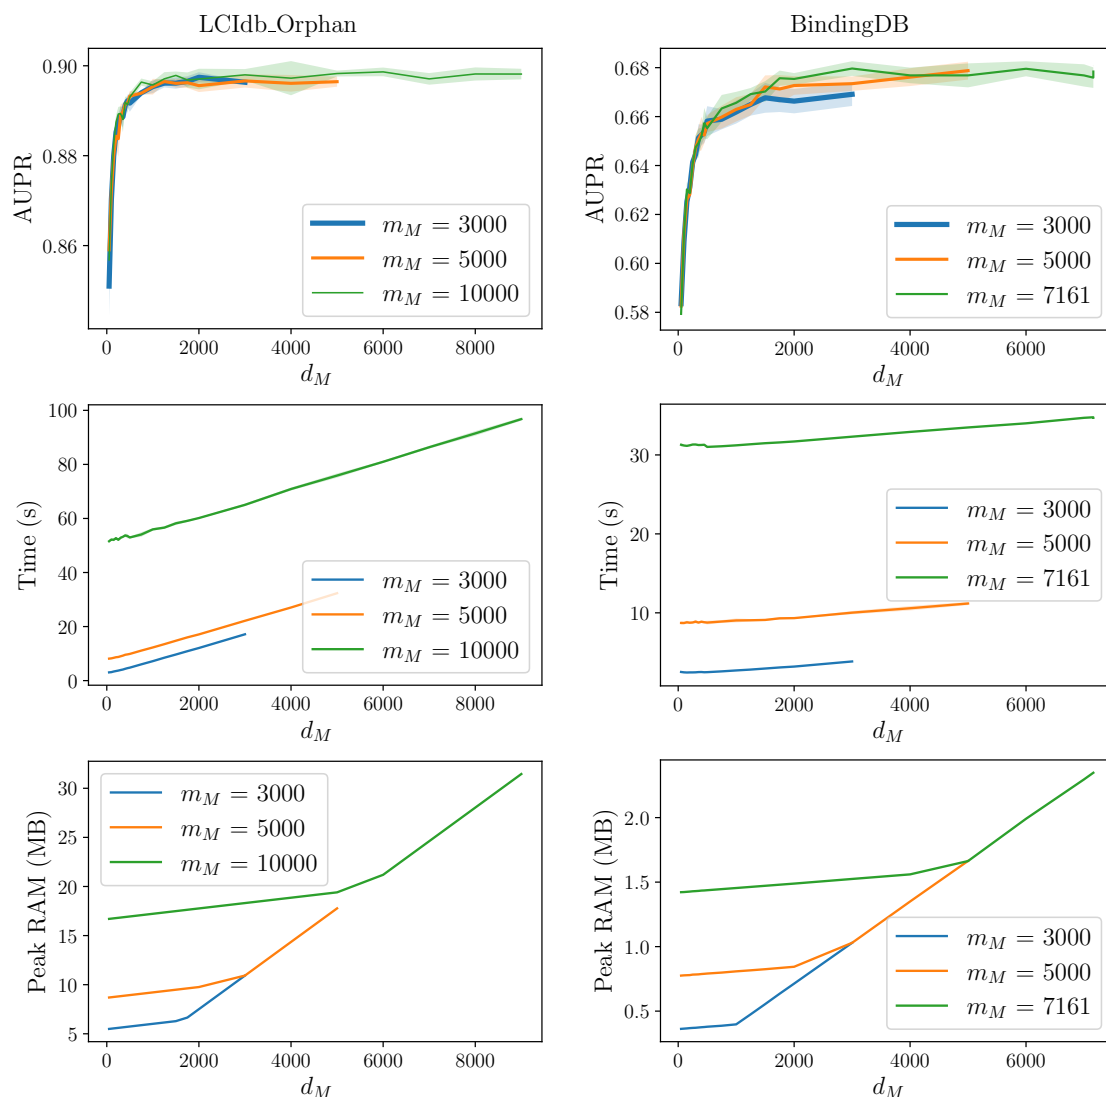 LCIdb_Orphan
AUPR
0.90
0.88
0.86
m_M = 3000
m_M = 5000
m_M = 10000
0 2000 4000 6000 8000
d_M
BindingDB
AUPR
0.68
0.66
0.64
0.62
0.60
0.58
m_M = 3000
m_M = 5000
m_M = 7161
0 2000 4000 6000
d_M
Time (s)
100
80
60
40
20
0
m_M = 3000
m_M = 5000
m_M = 10000
0 2000 4000 6000 8000
d_M
Time (s)
30
20
10
m_M = 3000
m_M = 5000
m_M = 7161
0 2000 4000 6000
d_M
Peak RAM (MB)
30
25
20
15
10
5
m_M = 3000
m_M = 5000
m_M = 10000
0 2000 4000 6000 8000
d_M
Peak RAM (MB)
2.0
1.5
1.0
0.5
m_M = 3000
m_M = 5000
m_M = 7161
0 2000 4000 6000
d_M